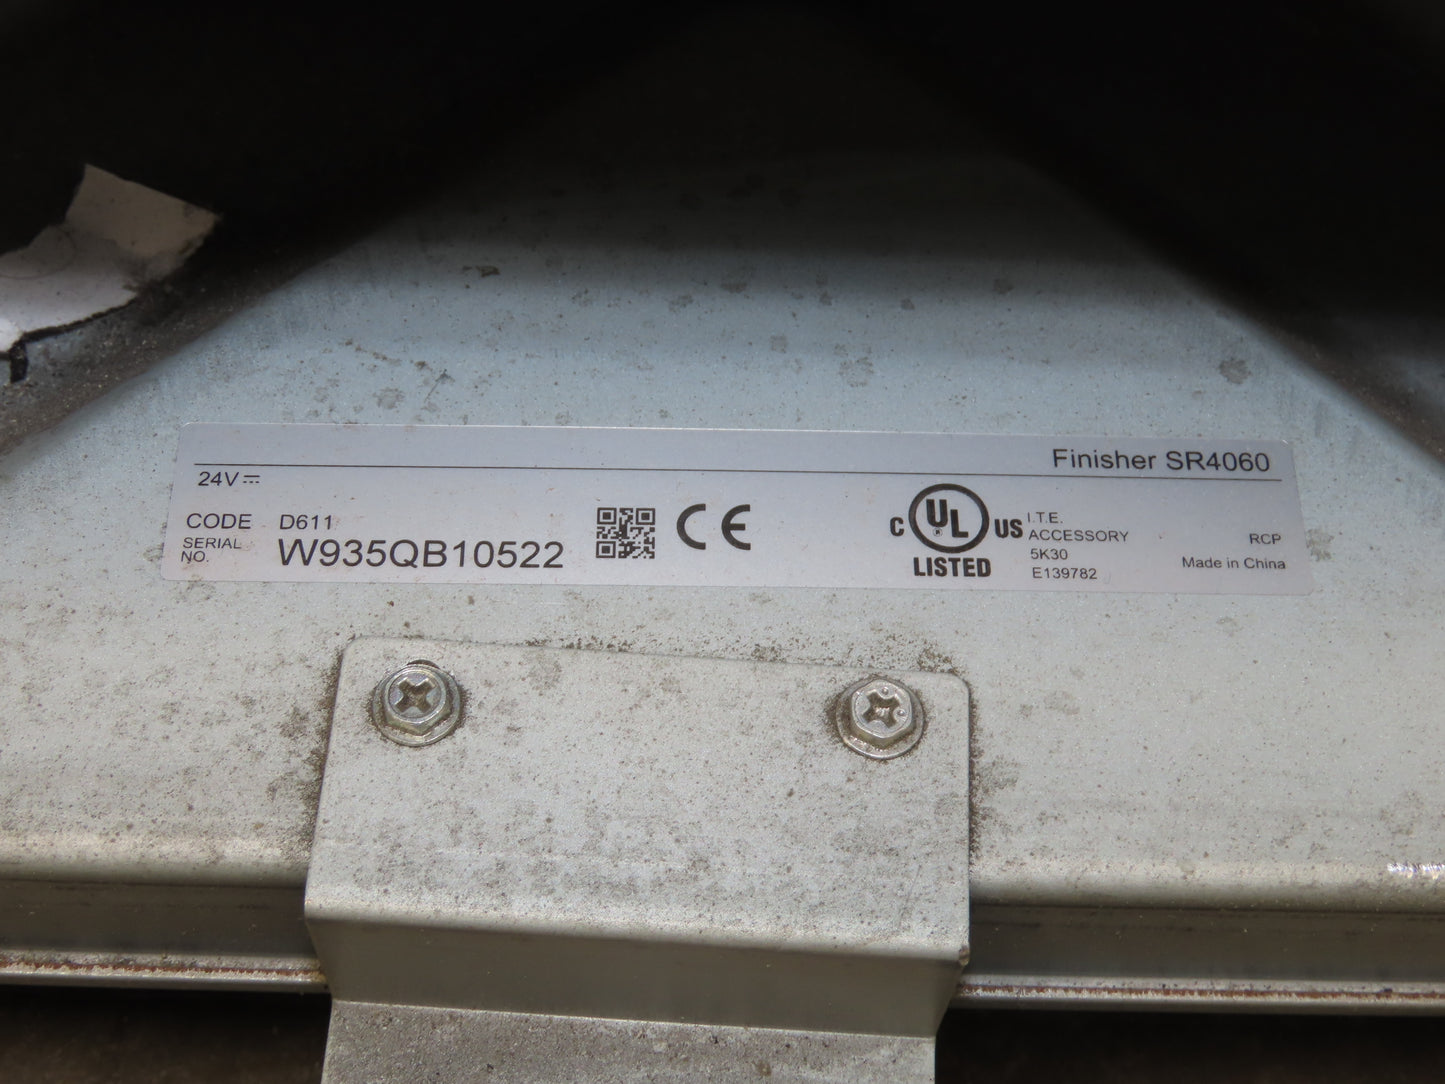 Finisher SR4060
24V
CODE D611
SERIAL NO. W935QB10522
CE
C UL US
LISTED
I.T.E.
ACCESSORY
5K30
E139782
RCP
Made in China